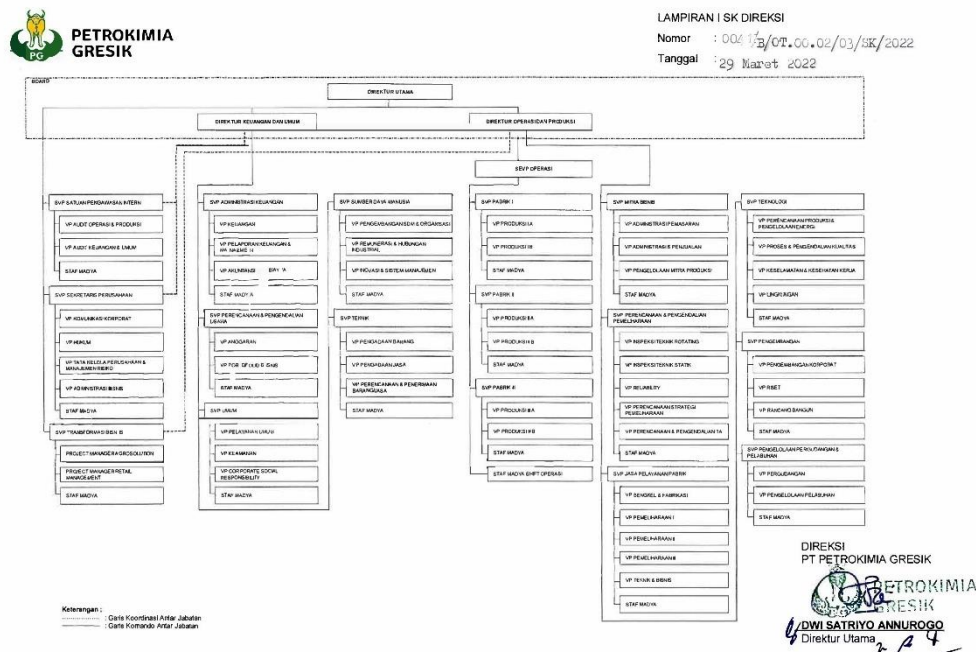 PETROKIMIA
GRESIK
PG
LAMPIRAN I SK DIREKSI
Nomor :
B/OT.00.02/03/SK/2022
Tanggal : 29 Maret 2022
BOARD
DIREKTUR UTAMA
DIREKTUR KEUANGAN DAN UMUM
DIREKTUR OPERASI DAN PRODUKSI
SEVP OPERASI
SVP SATUAN PENGAWASAN INTERN
VP AUDIT OPERASI & PRODUKSI
VP AUDIT KEUANGAN & UMUM
STAF MADYA
SVP SEKRETARIS PERUSAHAAN
VP KOMUNIKASI KORPORAT
VP HUKUM
VP TATA KELOLA PERUSAHAAN &
MANAJEMEN RISIKO
VP ADMINISTRASI BISNIS
STAF MADYA
SVP TRANSFORMASI BISNIS
PROJECT MANAGER AGROSOLUTION
PROJECT MANAGER RETAIL
MANAGEMENT
STAF MADYA
SVP ADMINISTRASI KEUANGAN
VP KEUANGAN
VP PELAPORAN KEUANGAN &
VP AKUNTANSI
STAF MADYA
SVP PERENCANAAN & PENGENDALIAN
USAHA
VP ANGGARAN
STAF MADYA
SVP UMUM
VP PELAYANAN UMUM
VP KEAMANAN
VP CORPORATE SOCIAL
RESPONSIBILITY
STAF MADYA
SVP SUMBER DAYA MANUSIA
VP PENGEMBANGAN SDM & ORGANISASI
VP REMUNERASI & HUBUNGAN
INDUSTRIAL
VP INOVASI & SISTEM MANAJEMEN
STAF MADYA
SVP TEKNIK
VP PENGADAAN BARANG
VP PENGADAAN JASA
VP PERENCANAAN & PENERIMAAN
BARANG/JASA
STAF MADYA
SVP PABRIK I
VP PRODUKSI IA
VP PRODUKSI IB
STAF MADYA
SVP PABRIK II
VP PRODUKSI IIA
VP PRODUKSI IIB
STAF MADYA
SVP PABRIK III
VP PRODUKSI IIIA
VP PRODUKSI IIIB
STAF MADYA
STAF MADYA SHIFT OPERASI
SVP MITRA BISNIS
VP ADMINISTRASI PEMASARAN
VP ADMINISTRASI PENJUALAN
VP PENGELOLAAN MITRA PRODUKSI
STAF MADYA
SVP PERENCANAAN & PENGENDALIAN
PEMELIHARAAN
VP INSPEKSI TEKNIK ROTATING
VP INSPEKSI TEKNIK STATIK
VP RELIABILITY
VP PERENCANAAN STRATEGI
PEMELIHARAAN
VP PERENCANAAN & PENGENDALIAN TA
STAF MADYA
SVP JASA PELAYANAN PABRIK
VP BENGKEL & FABRIKASI
VP PEMELIHARAAN I
VP PEMELIHARAAN II
VP PEMELIHARAAN III
VP TEKNIK & BISNIS
STAF MADYA
SVP TEKNOLOGI
VP PERENCANAAN PRODUKSI &
PENGELOLAAN ENERGI
VP PROSES & PENGENDALIAN KUALITAS
VP KESELAMATAN & KESEHATAN KERJA
VP LINGKUNGAN
STAF MADYA
SVP PENGEMBANGAN
VP PENGEMBANGAN KORPORAT
VP RISET
VP RANCANG BANGUN
STAF MADYA
SVP PENGELOLAAN PERGUDANGAN &
PELABUHAN
VP PERGUDANGAN
VP PENGELOLAAN PELABUHAN
STAF MADYA
Keterangan :
: Garis Koordinasi Antar Jabatan
: Garis Komando Antar Jabatan
DIREKSI
PT PETROKIMIA GRESIK
PETROKIMIA
GRESIK
DWI SATRIYO ANNUROGO
Direktur Utama